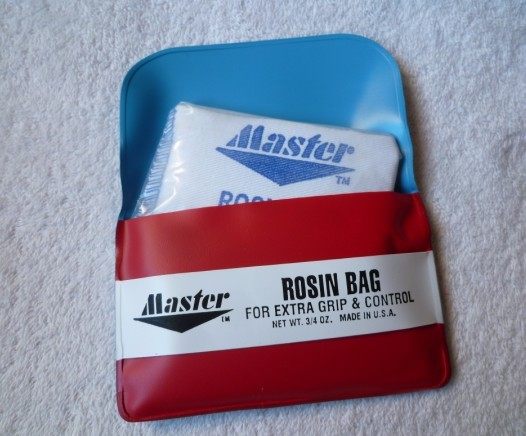 Master
TM
Master
TM
ROSIN BAG
FOR EXTRA GRIP & CONTROL
NET WT. 3/4 OZ. MADE IN U.S.A.